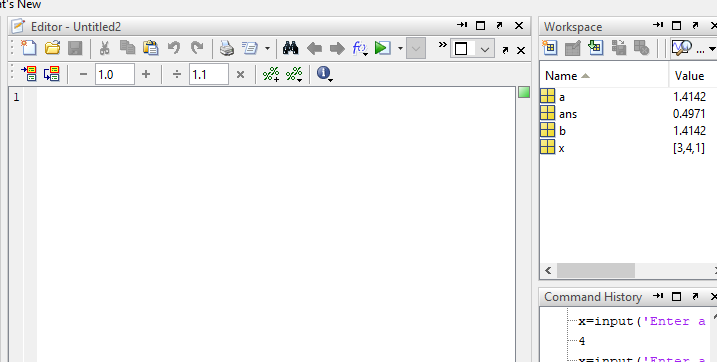 t's New
Editor - Untitled2
1.0
1.1
1
Workspace
Name Value
a 1.4142
ans 0.4971
b 1.4142
x [3,4,1]
Command History
x=input('Enter a
4
x=input('Enter a